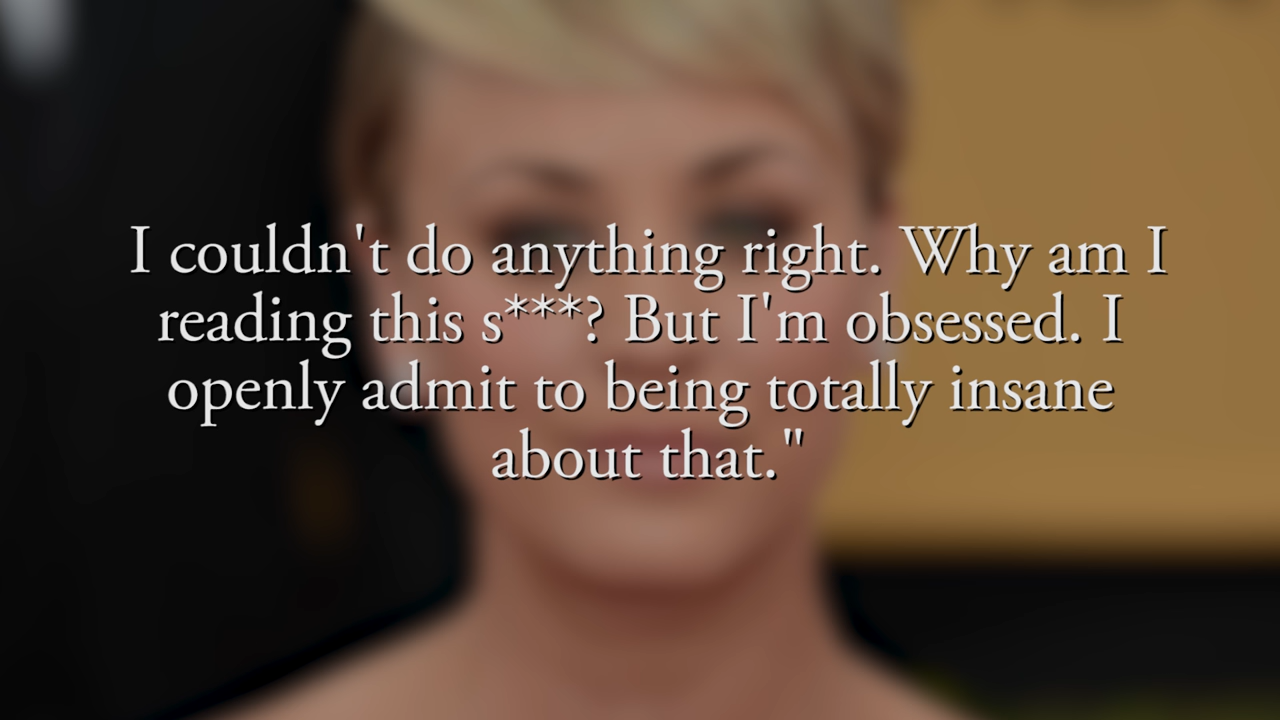 I couldn't do anything right. Why am I
reading this s***? But I'm obsessed. I
openly admit to being totally insane
about that."